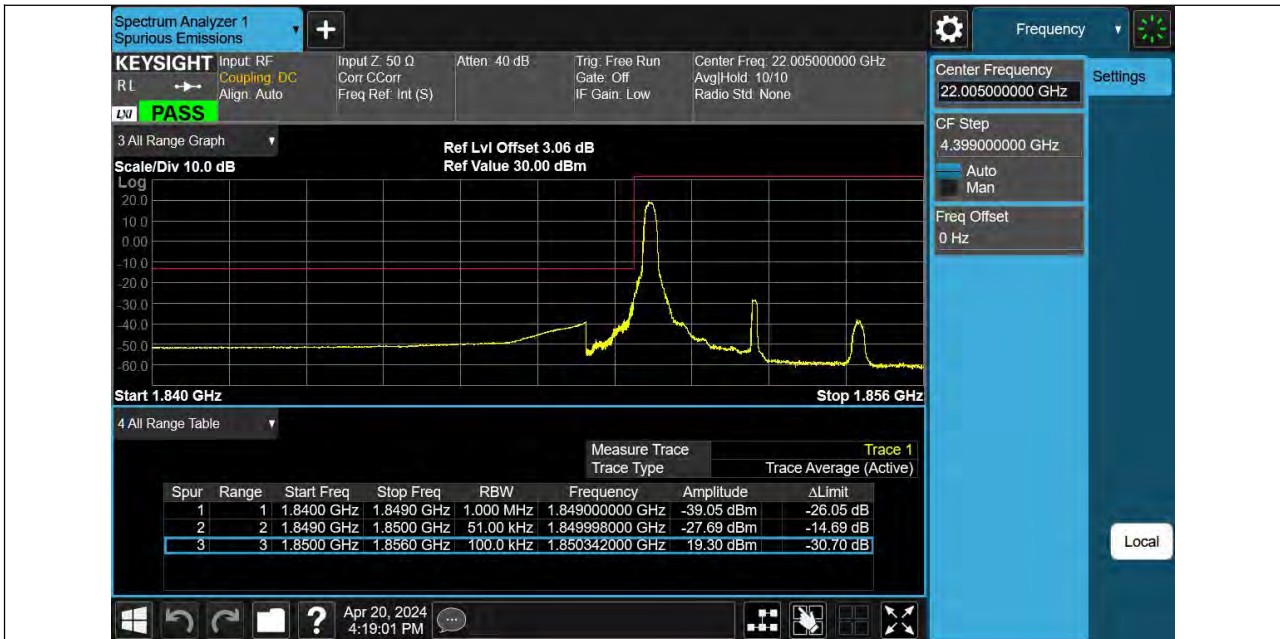 Spectrum Analyzer 1
Spurious Emissions
+
Frequency
KEYSIGHT
RL
LXI PASS
Input: RF
Coupling: DC
Align: Auto
Input Z: 50 Ω
Corr CCorr
Freq Ref: Int (S)
Atten: 40 dB
Trig: Free Run
Gate: Off
IF Gain: Low
Center Freq: 22.005000000 GHz
Avg|Hold: 10/10
Radio Std: None
3 All Range Graph
Scale/Div 10.0 dB
Ref Lvl Offset 3.06 dB
Ref Value 30.00 dBm
Log
20.0
10.0
0.00
-10.0
-20.0
-30.0
-40.0
-50.0
-60.0
Start 1.840 GHz Stop 1.856 GHz
4 All Range Table
Measure Trace Trace 1
Trace Type Trace Average (Active)
Spur Range Start Freq Stop Freq RBW Frequency Amplitude ΔLimit
1 1 1.8400 GHz 1.8490 GHz 1.000 MHz 1.849000000 GHz -39.05 dBm -26.05 dB
2 2 1.8490 GHz 1.8500 GHz 51.00 kHz 1.849998000 GHz -27.69 dBm -14.69 dB
3 3 1.8500 GHz 1.8560 GHz 100.0 kHz 1.850342000 GHz 19.30 dBm -30.70 dB
Center Frequency
22.005000000 GHz
Settings
CF Step
4.399000000 GHz
Auto
Man
Freq Offset
0 Hz
Local
?
Apr 20, 2024
4:19:01 PM